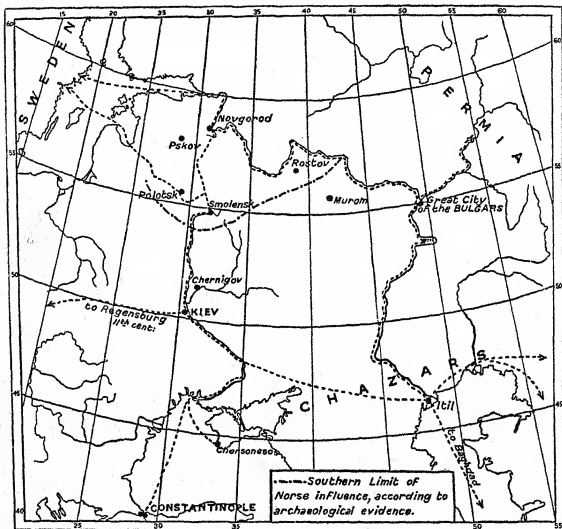 15
20
25
30
35
40
45
50
55
60
60
SWEDEN
PERMIA
Novgorod
Pskov
55
Rostov
55
Polotsk
Smolensk
Murom
Great City
of the BULGARS
50
Chernigov
50
to Regensburg
11th cent:
KIEV
CHAZARS
45
Itil
45
Chersonesos
to Baghdad
Southern Limit of
Norse influence, according to
archaeological evidence.
40
CONSTANTINOPLE
40
30
35
40
45
50
55